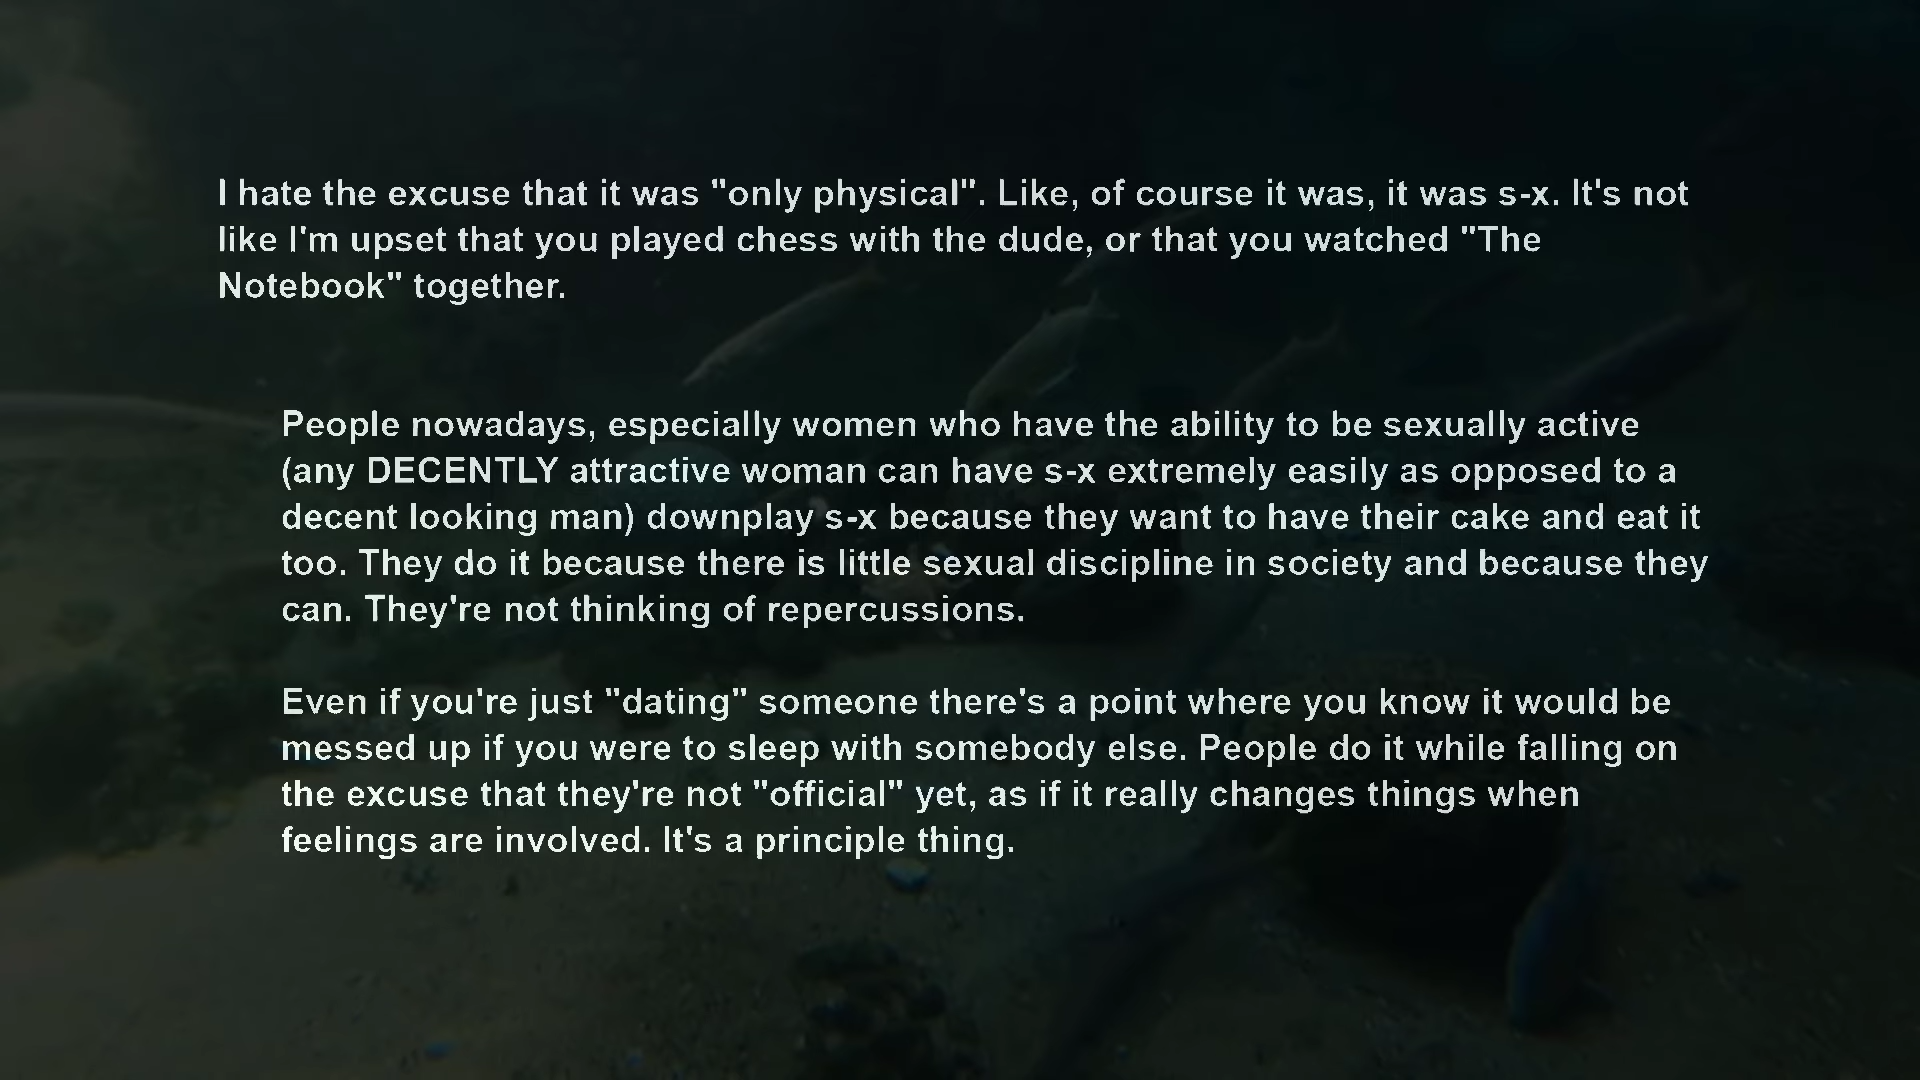 I hate the excuse that it was "only physical". Like, of course it was, it was s-x. It's not
like I'm upset that you played chess with the dude, or that you watched "The
Notebook" together.
People nowadays, especially women who have the ability to be sexually active
(any DECENTLY attractive woman can have s-x extremely easily as opposed to a
decent looking man) downplay s-x because they want to have their cake and eat it
too. They do it because there is little sexual discipline in society and because they
can. They're not thinking of repercussions.
Even if you're just "dating" someone there's a point where you know it would be
messed up if you were to sleep with somebody else. People do it while falling on
the excuse that they're not "official" yet, as if it really changes things when
feelings are involved. It's a principle thing.